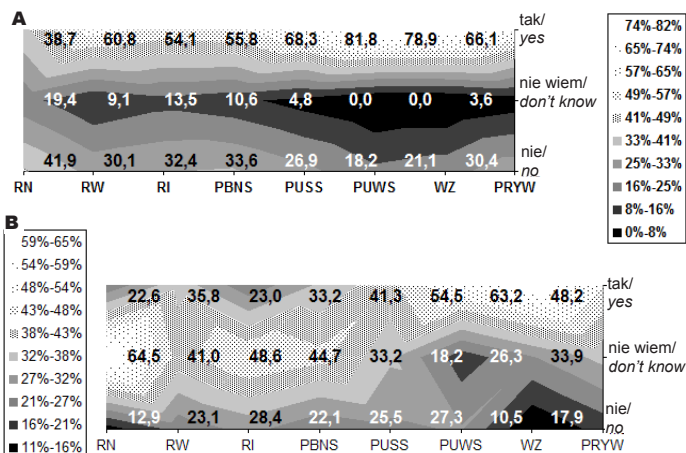 A
38,7 60,8 54,1 55,8 68,3 81,8 78,9 66,1
tak/
yes
19,4 9,1 13,5 10,6 4,8 0,0 0,0 3,6
nie wiem/
don't know
41,9 30,1 32,4 33,6 26,9 18,2 21,1 30,4
nie/
no
RN RW RI PBNS PUSS PUWS WZ PRYW
74%-82%
65%-74%
57%-65%
49%-57%
41%-49%
33%-41%
25%-33%
16%-25%
8%-16%
0%-8%
B
59%-65%
54%-59%
48%-54%
43%-48%
38%-43%
32%-38%
27%-32%
21%-27%
16%-21%
11%-16%
22,6 35,8 23,0 33,2 41,3 54,5 63,2 48,2
tak/
yes
64,5 41,0 48,6 44,7 33,2 18,2 26,3 33,9
nie wiem/
don't know
12,9 23,1 28,4 22,1 25,5 27,3 10,5 17,9
nie/
no
RN RW RI PBNS PUSS PUWS WZ PRYW